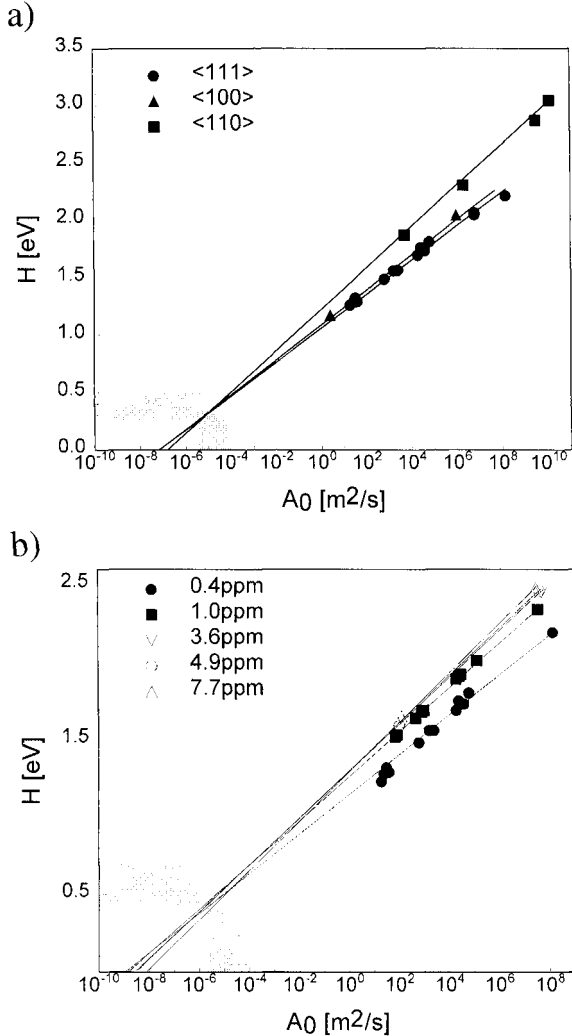 a)
3.5
3.0
2.5
2.0
1.5
1.0
0.5
0.0
H [eV]
<111>
<100>
<110>
10^-10 10^-8 10^-6 10^-4 10^-2 10^0 10^2 10^4 10^6 10^8 10^10
A0 [m2/s]
b)
2.5
1.5
0.5
H [eV]
0.4ppm
1.0ppm
3.6ppm
4.9ppm
7.7ppm
10^-10 10^-8 10^-6 10^-4 10^-2 10^0 10^2 10^4 10^6 10^8
A0 [m2/s]